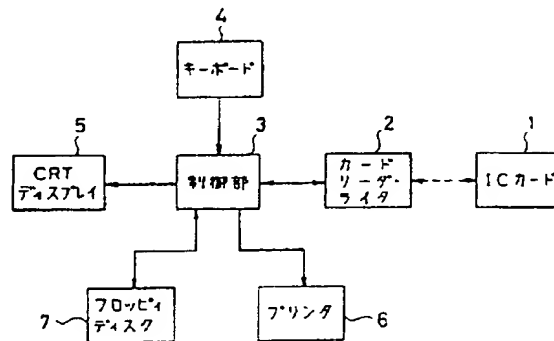 4
キーボード
5
3
2
1
CRT
ディスプレイ
制御部
カード
リーダ・
ライタ
ICカード
7
フロッピィ
ディスク
プリンタ
6